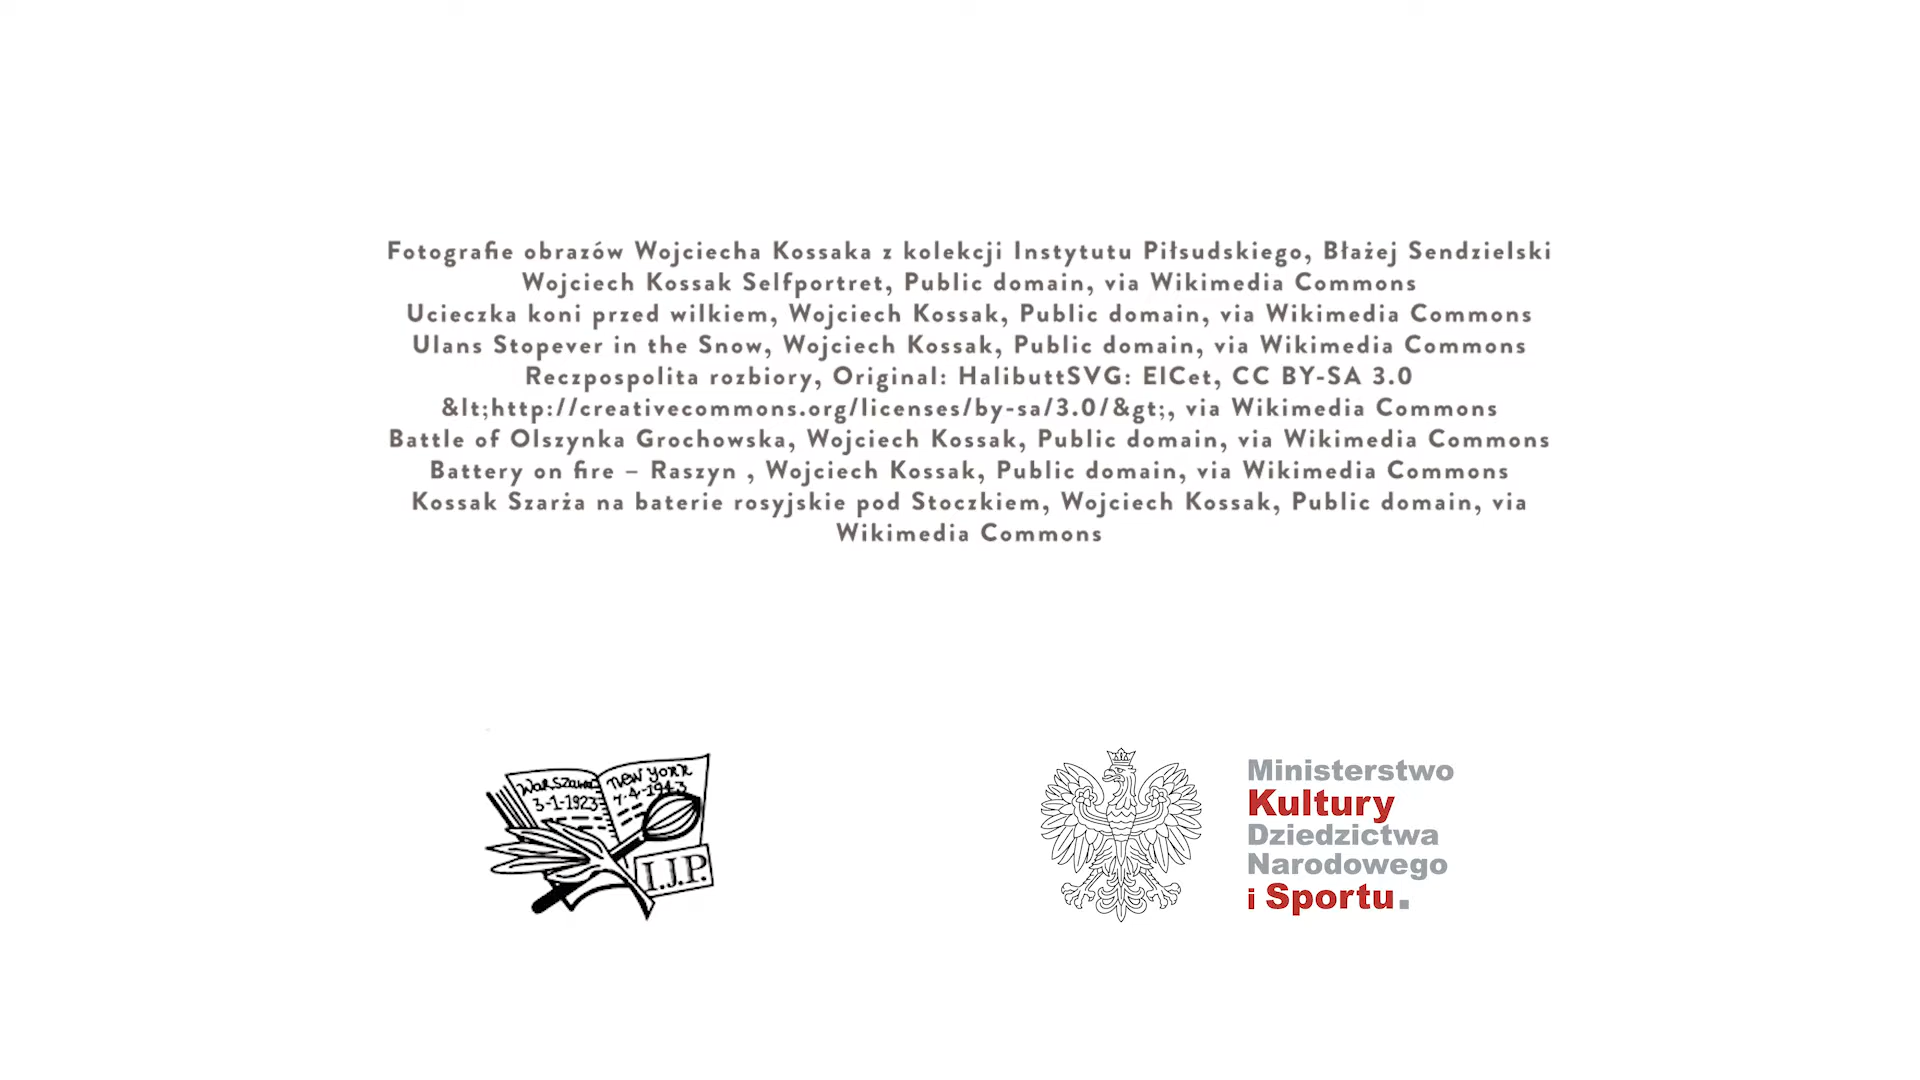 Fotografie obrazów Wojciecha Kossaka z kolekcji Instytutu Piłsudskiego, Błażej Sendzielski
Wojciech Kossak Selfportret, Public domain, via Wikimedia Commons
Ucieczka koni przed wilkiem, Wojciech Kossak, Public domain, via Wikimedia Commons
Ulans Stopever in the Snow, Wojciech Kossak, Public domain, via Wikimedia Commons
Reczpospolita rozbiory, Original: HalibuttSVG: ElCet, CC BY-SA 3.0
&lt;http://creativecommons.org/licenses/by-sa/3.0/&gt;, via Wikimedia Commons
Battle of Olszynka Grochowska, Wojciech Kossak, Public domain, via Wikimedia Commons
Battery on fire – Raszyn , Wojciech Kossak, Public domain, via Wikimedia Commons
Kossak Szarża na baterie rosyjskie pod Stoczkiem, Wojciech Kossak, Public domain, via
Wikimedia Commons
Warszawa
3-1-1923
New York
7-4-1943
I.J.P.
Ministerstwo
Kultury
Dziedzictwa
Narodowego
i Sportu.